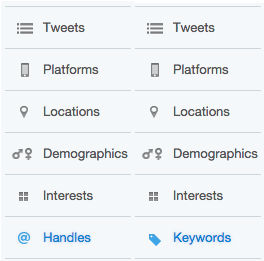 Tweets Tweets
Platforms Platforms
Locations Locations
Demographics Demographics
Interests Interests
@ Handles Keywords